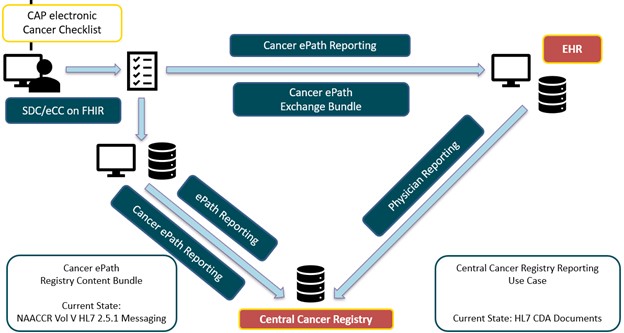 CAP electronic
Cancer Checklist
Cancer ePath Reporting
EHR
SDC/eCC on FHIR
Cancer ePath
Exchange Bundle
Physician Reporting
ePath Reporting
Cancer ePath Reporting
Cancer ePath
Registry Content Bundle
Current State:
NAACCR Vol V HL7 2.5.1 Messaging
Central Cancer Registry
Central Cancer Registry Reporting
Use Case
Current State: HL7 CDA Documents